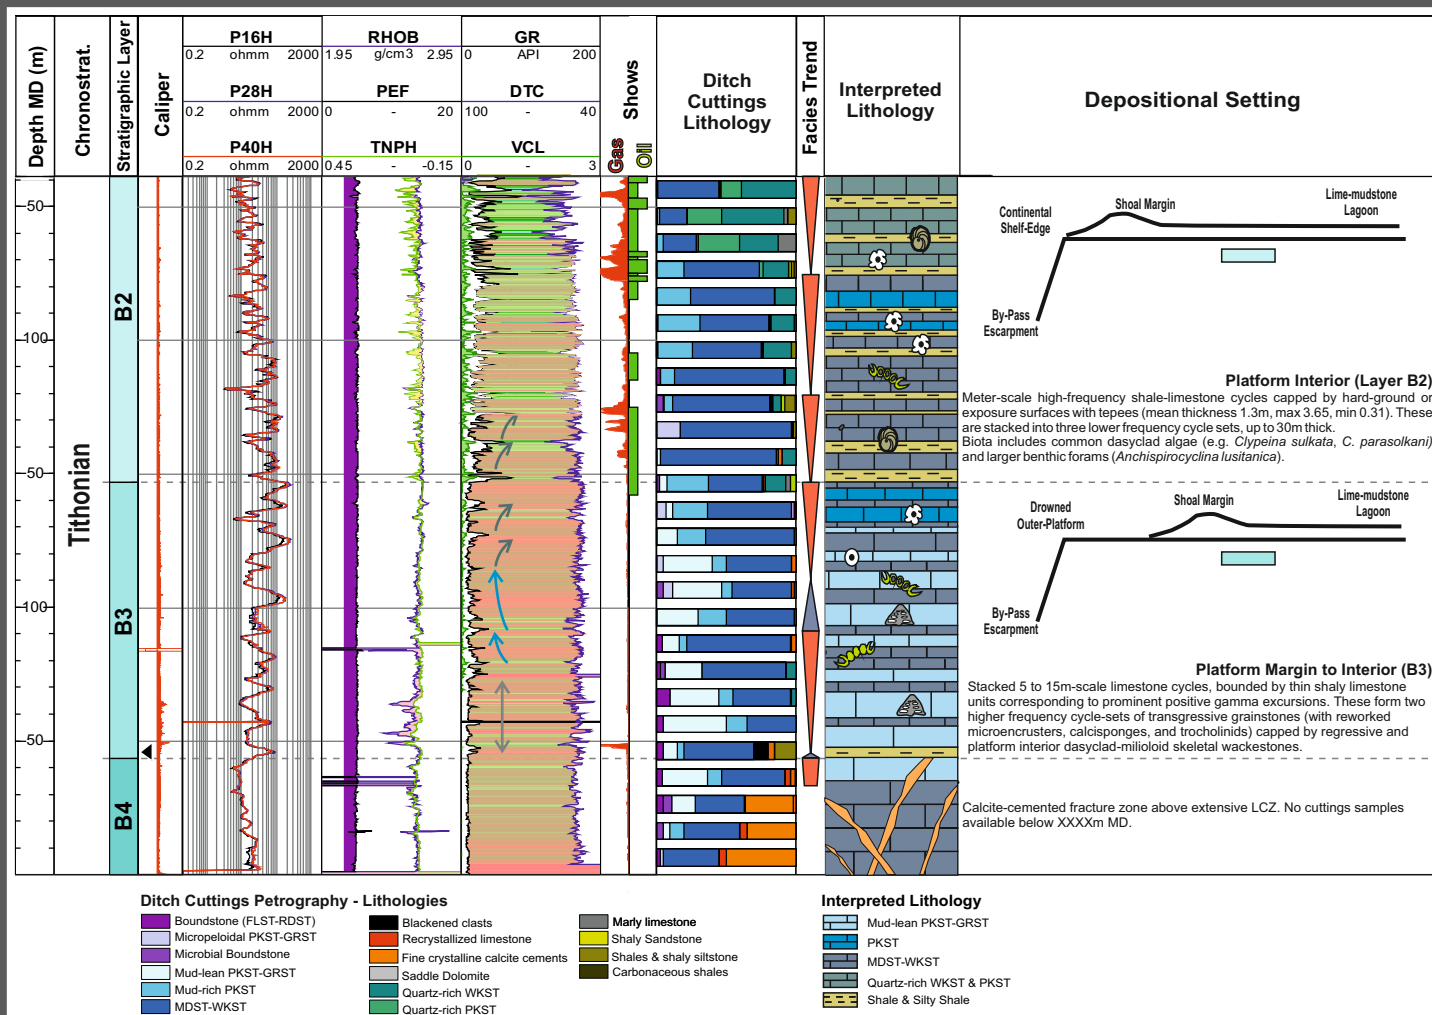 Depth MD (m)
Chronostrat.
Stratigraphic Layer
Caliper
P16H
0.2 ohmm 2000
P28H
0.2 ohmm 2000
P40H
0.2 ohmm 2000
RHOB
1.95 g/cm3 2.95
PEF
0 - 20
TNPH
0.45 - -0.15
GR
0 API 200
DTC
100 - 40
VCL
0 - 3
Shows
Gas
Oil
Ditch
Cuttings
Lithology
Facies Trend
Interpreted
Lithology
Depositional Setting
50
100
50
100
50
Tithonian
B2
B3
B4
Continental
Shelf-Edge
Shoal Margin
Lime-mudstone
Lagoon
By-Pass
Escarpment
Platform Interior (Layer B2)
Meter-scale high-frequency shale-limestone cycles capped by hard-ground or
exposure surfaces with tepees (mean thickness 1.3m, max 3.65, min 0.31). These
are stacked into three lower frequency cycle sets, up to 30m thick.
Biota includes common dasyclad algae (e.g. Clypeina sulkata, C. parasolkani)
and larger benthic forams (Anchispirocyclina lusitanica).
Drowned
Outer-Platform
Shoal Margin
Lime-mudstone
Lagoon
By-Pass
Escarpment
Platform Margin to Interior (B3)
Stacked 5 to 15m-scale limestone cycles, bounded by thin shaly limestone
units corresponding to prominent positive gamma excursions. These form two
higher frequency cycle-sets of transgressive grainstones (with reworked
microencrusters, calcisponges, and trocholinids) capped by regressive and
platform interior dasyclad-milioloid skeletal wackestones.
Calcite-cemented fracture zone above extensive LCZ. No cuttings samples
available below XXXXm MD.
Ditch Cuttings Petrography - Lithologies
Boundstone (FLST-RDST)
Micropeloidal PKST-GRST
Microbial Boundstone
Mud-lean PKST-GRST
Mud-rich PKST
MDST-WKST
Blackened clasts
Recrystallized limestone
Fine crystalline calcite cements
Saddle Dolomite
Quartz-rich WKST
Quartz-rich PKST
Marly limestone
Shaly Sandstone
Shales & shaly siltstone
Carbonaceous shales
Interpreted Lithology
Mud-lean PKST-GRST
PKST
MDST-WKST
Quartz-rich WKST & PKST
Shale & Silty Shale